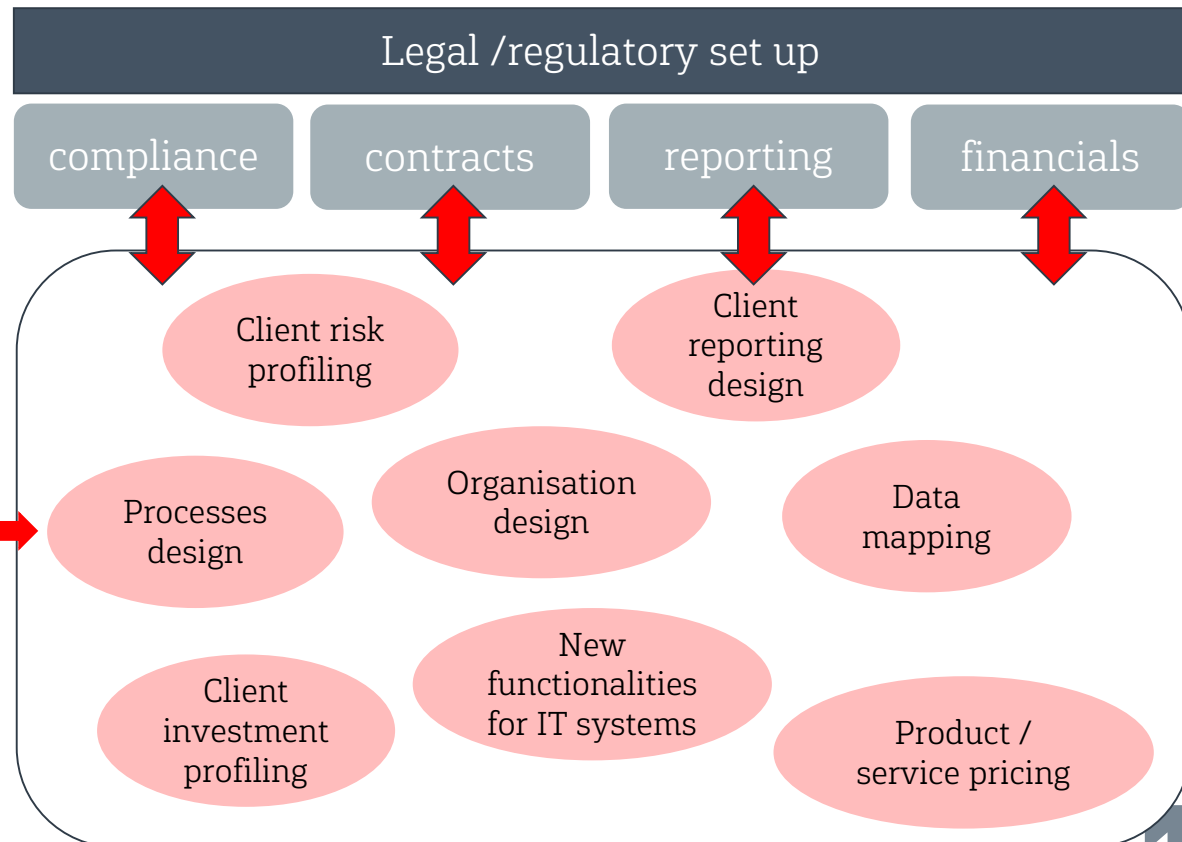 Legal /regulatory set up
compliance
contracts
reporting
financials
Client risk
profiling
Client
reporting
design
Processes
design
Organisation
design
Data
mapping
Client
investment
profiling
New
functionalities
for IT systems
Product /
service pricing